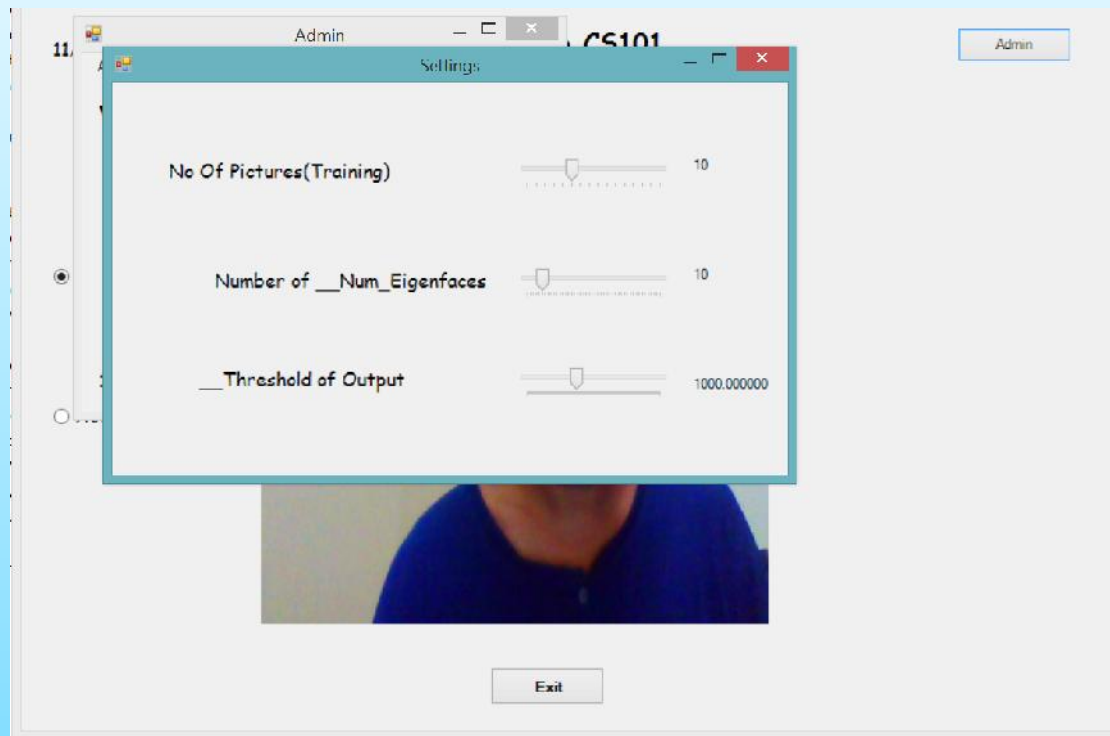 Admin
11/
CS101
Admin
Settings
No Of Pictures(Training)
10
Number of __Num_Eigenfaces
10
__Threshold of Output
1000.000000
Exit